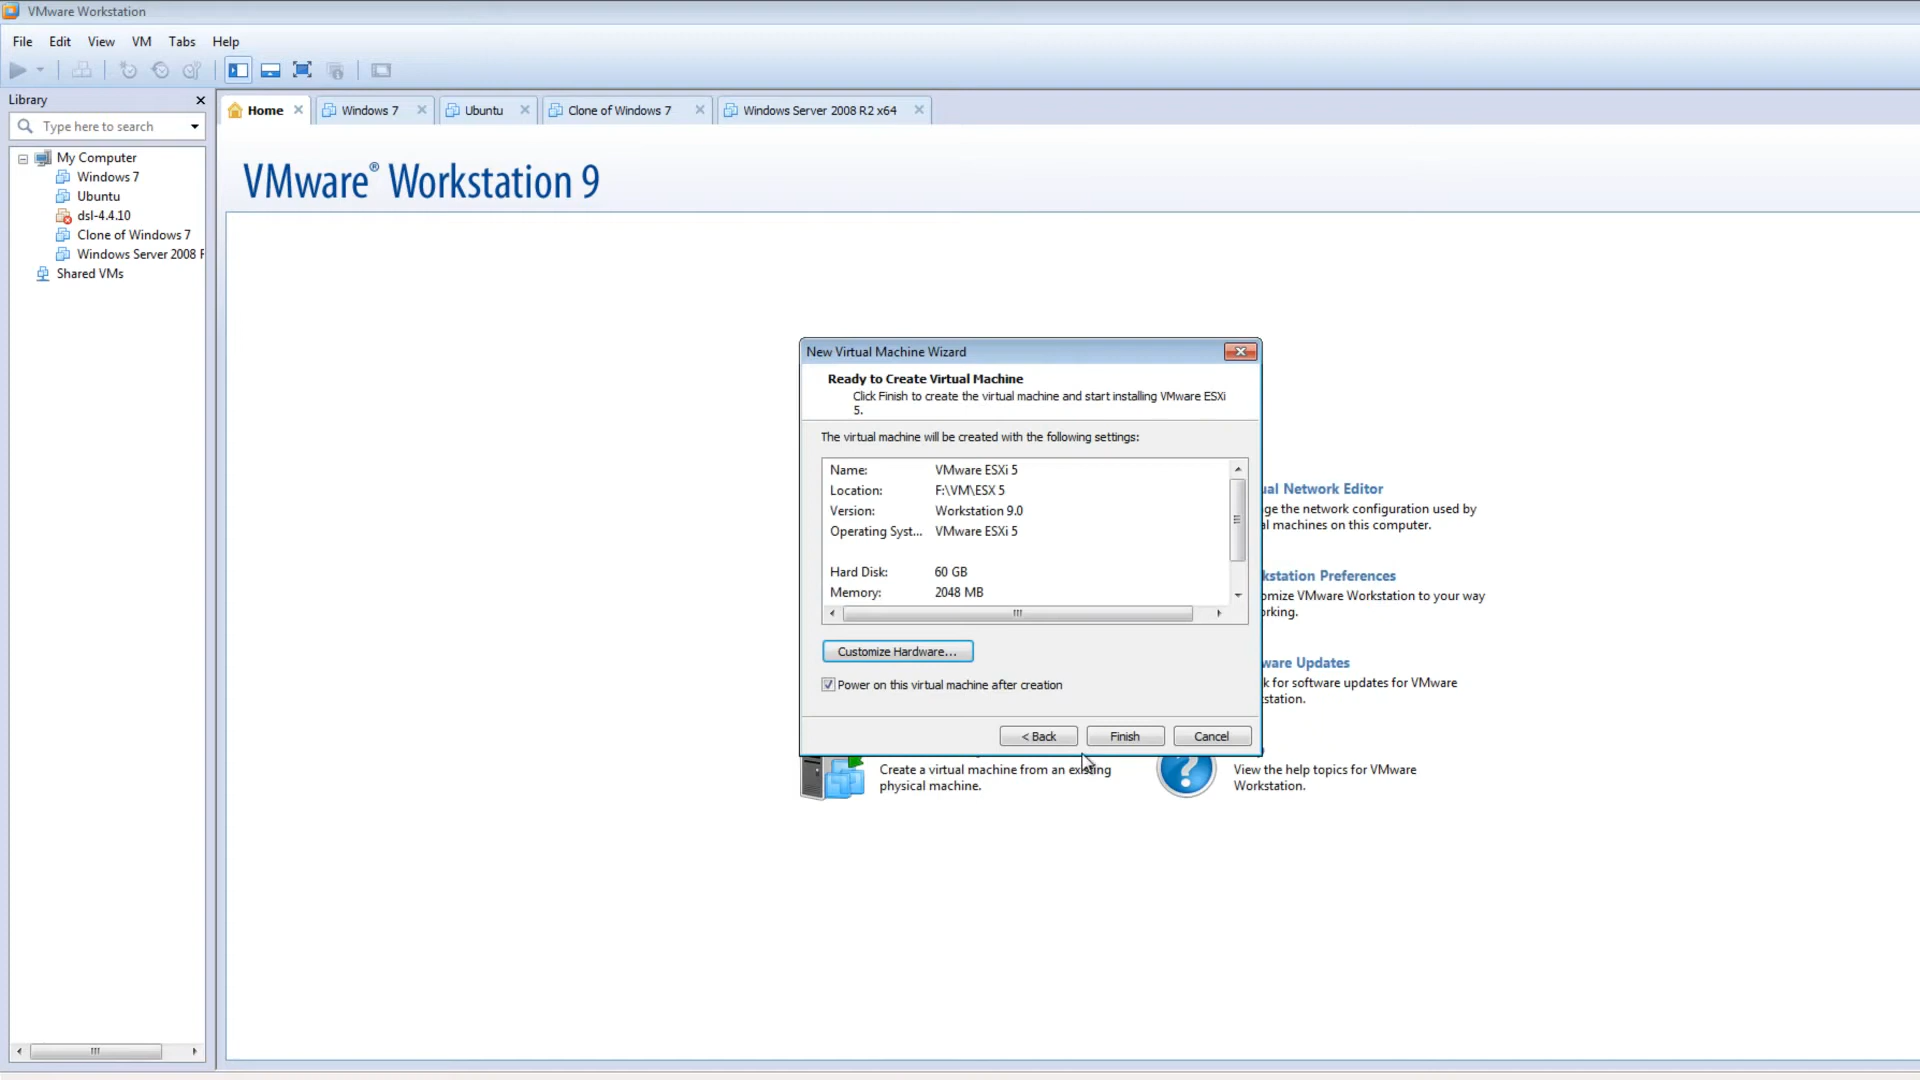 VMware Workstation
File Edit View VM Tabs Help
Library
Type here to search
My Computer
Windows 7
Ubuntu
dsl-4.4.10
Clone of Windows 7
Windows Server 2008 F
Shared VMs
Home Windows 7 Ubuntu Clone of Windows 7 Windows Server 2008 R2 x64
VMware® Workstation 9
New Virtual Machine Wizard
Ready to Create Virtual Machine
Click Finish to create the virtual machine and start installing VMware ESXi
5.
The virtual machine will be created with the following settings:
Name: VMware ESXi 5
Location: F:\VM\ESX 5
Version: Workstation 9.0
Operating Syst... VMware ESXi 5
Hard Disk: 60 GB
Memory: 2048 MB
Customize Hardware...
Power on this virtual machine after creation
< Back Finish Cancel
ual Network Editor
ge the network configuration used by
al machines on this computer.
kstation Preferences
omize VMware Workstation to your way
orking.
ware Updates
k for software updates for VMware
station.
Create a virtual machine from an existing
physical machine.
View the help topics for VMware
Workstation.